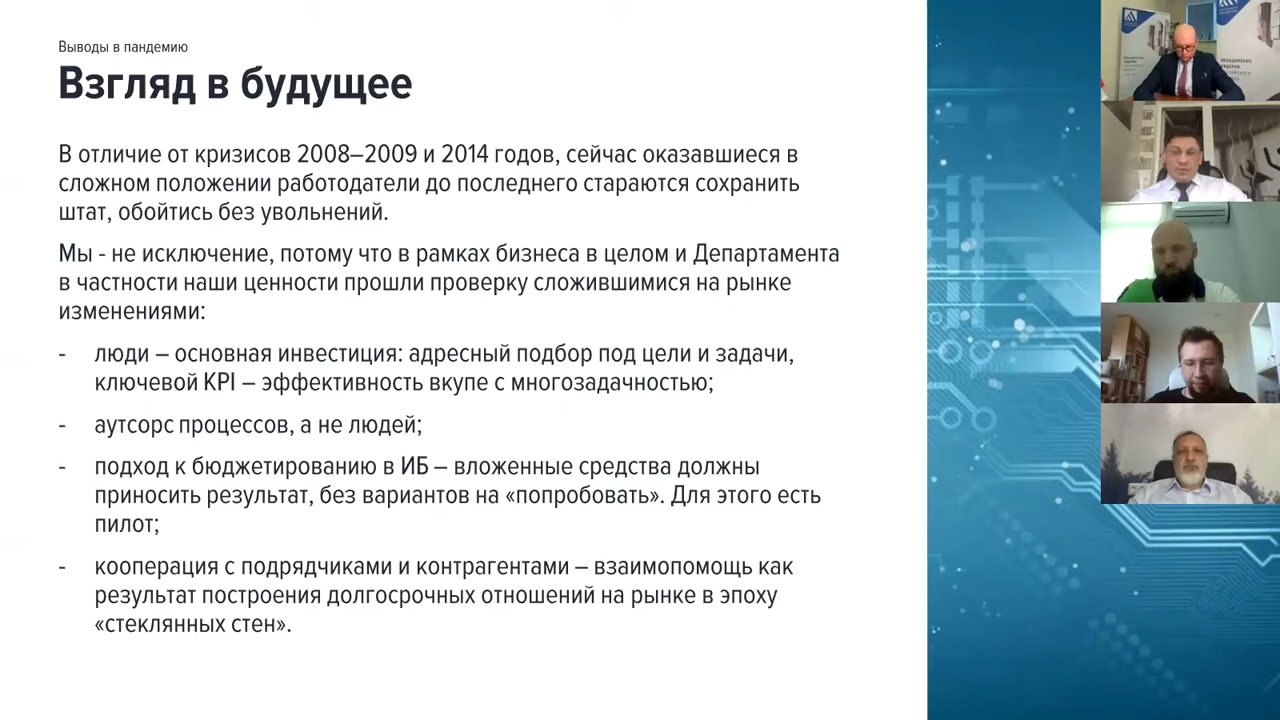 Выводы в пандемию
Взгляд в будущее
В отличие от кризисов 2008–2009 и 2014 годов, сейчас оказавшиеся в
сложном положении работодатели до последнего стараются сохранить
штат, обойтись без увольнений.
Мы - не исключение, потому что в рамках бизнеса в целом и Департамента
в частности наши ценности прошли проверку сложившимися на рынке
изменениями:
- люди – основная инвестиция: адресный подбор под цели и задачи,
ключевой KPI – эффективность вкупе с многозадачностью;
- аутсорс процессов, а не людей;
- подход к бюджетированию в ИБ – вложенные средства должны
приносить результат, без вариантов на «попробовать». Для этого есть
пилот;
- кооперация с подрядчиками и контрагентами – взаимопомощь как
результат построения долгосрочных отношений на рынке в эпоху
«стеклянных стен».